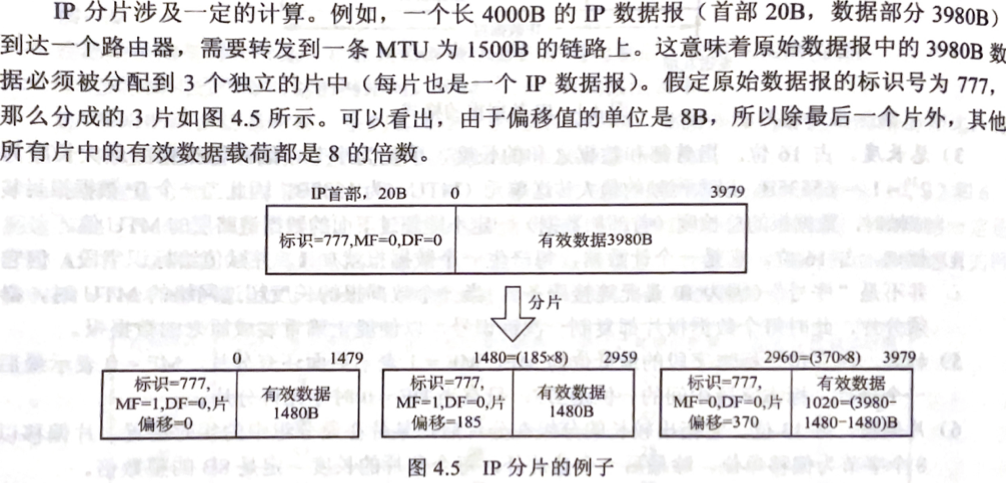 IP 分片涉及一定的计算。例如，一个长 4000B 的 IP 数据报（首部 20B，数据部分 3980B）
到达一个路由器，需要转发到一条 MTU 为 1500B 的链路上。这意味着原始数据报中的 3980B 数
据必须被分配到 3 个独立的片中（每片也是一个 IP 数据报）。假定原始数据报的标识号为 777，
那么分成的 3 片如图 4.5 所示。可以看出，由于偏移值的单位是 8B，所以除最后一个片外，其他
所有片中的有效数据载荷都是 8 的倍数。
IP首部，20B 0 3979
标识=777,MF=0,DF=0 有效数据3980B
分片
0 1479
标识=777,
MF=1,DF=0,片
偏移=0
有效数据
1480B
1480=(185×8) 2959
标识=777,
MF=1,DF=0,片
偏移=185
有效数据
1480B
2960=(370×8) 3979
标识=777,
MF=0,DF=0,片
偏移=370
有效数据
1020=(3980-
1480-1480)B
图 4.5 IP 分片的例子